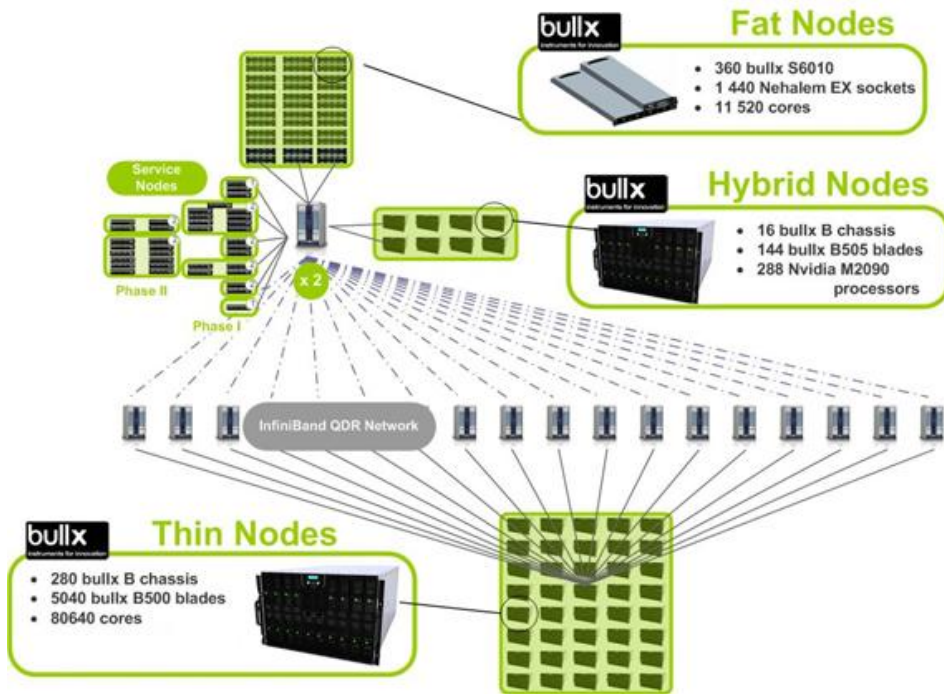 bullx
instruments for innovation
Fat Nodes
• 360 bullx S6010
• 1 440 Nehalem EX sockets
• 11 520 cores
Service
Nodes
Phase II
Phase I
x 2
bullx
instruments for innovation
Hybrid Nodes
• 16 bullx B chassis
• 144 bullx B505 blades
• 288 Nvidia M2090
processors
InfiniBand QDR Network
bullx
instruments for innovation
Thin Nodes
• 280 bullx B chassis
• 5040 bullx B500 blades
• 80640 cores